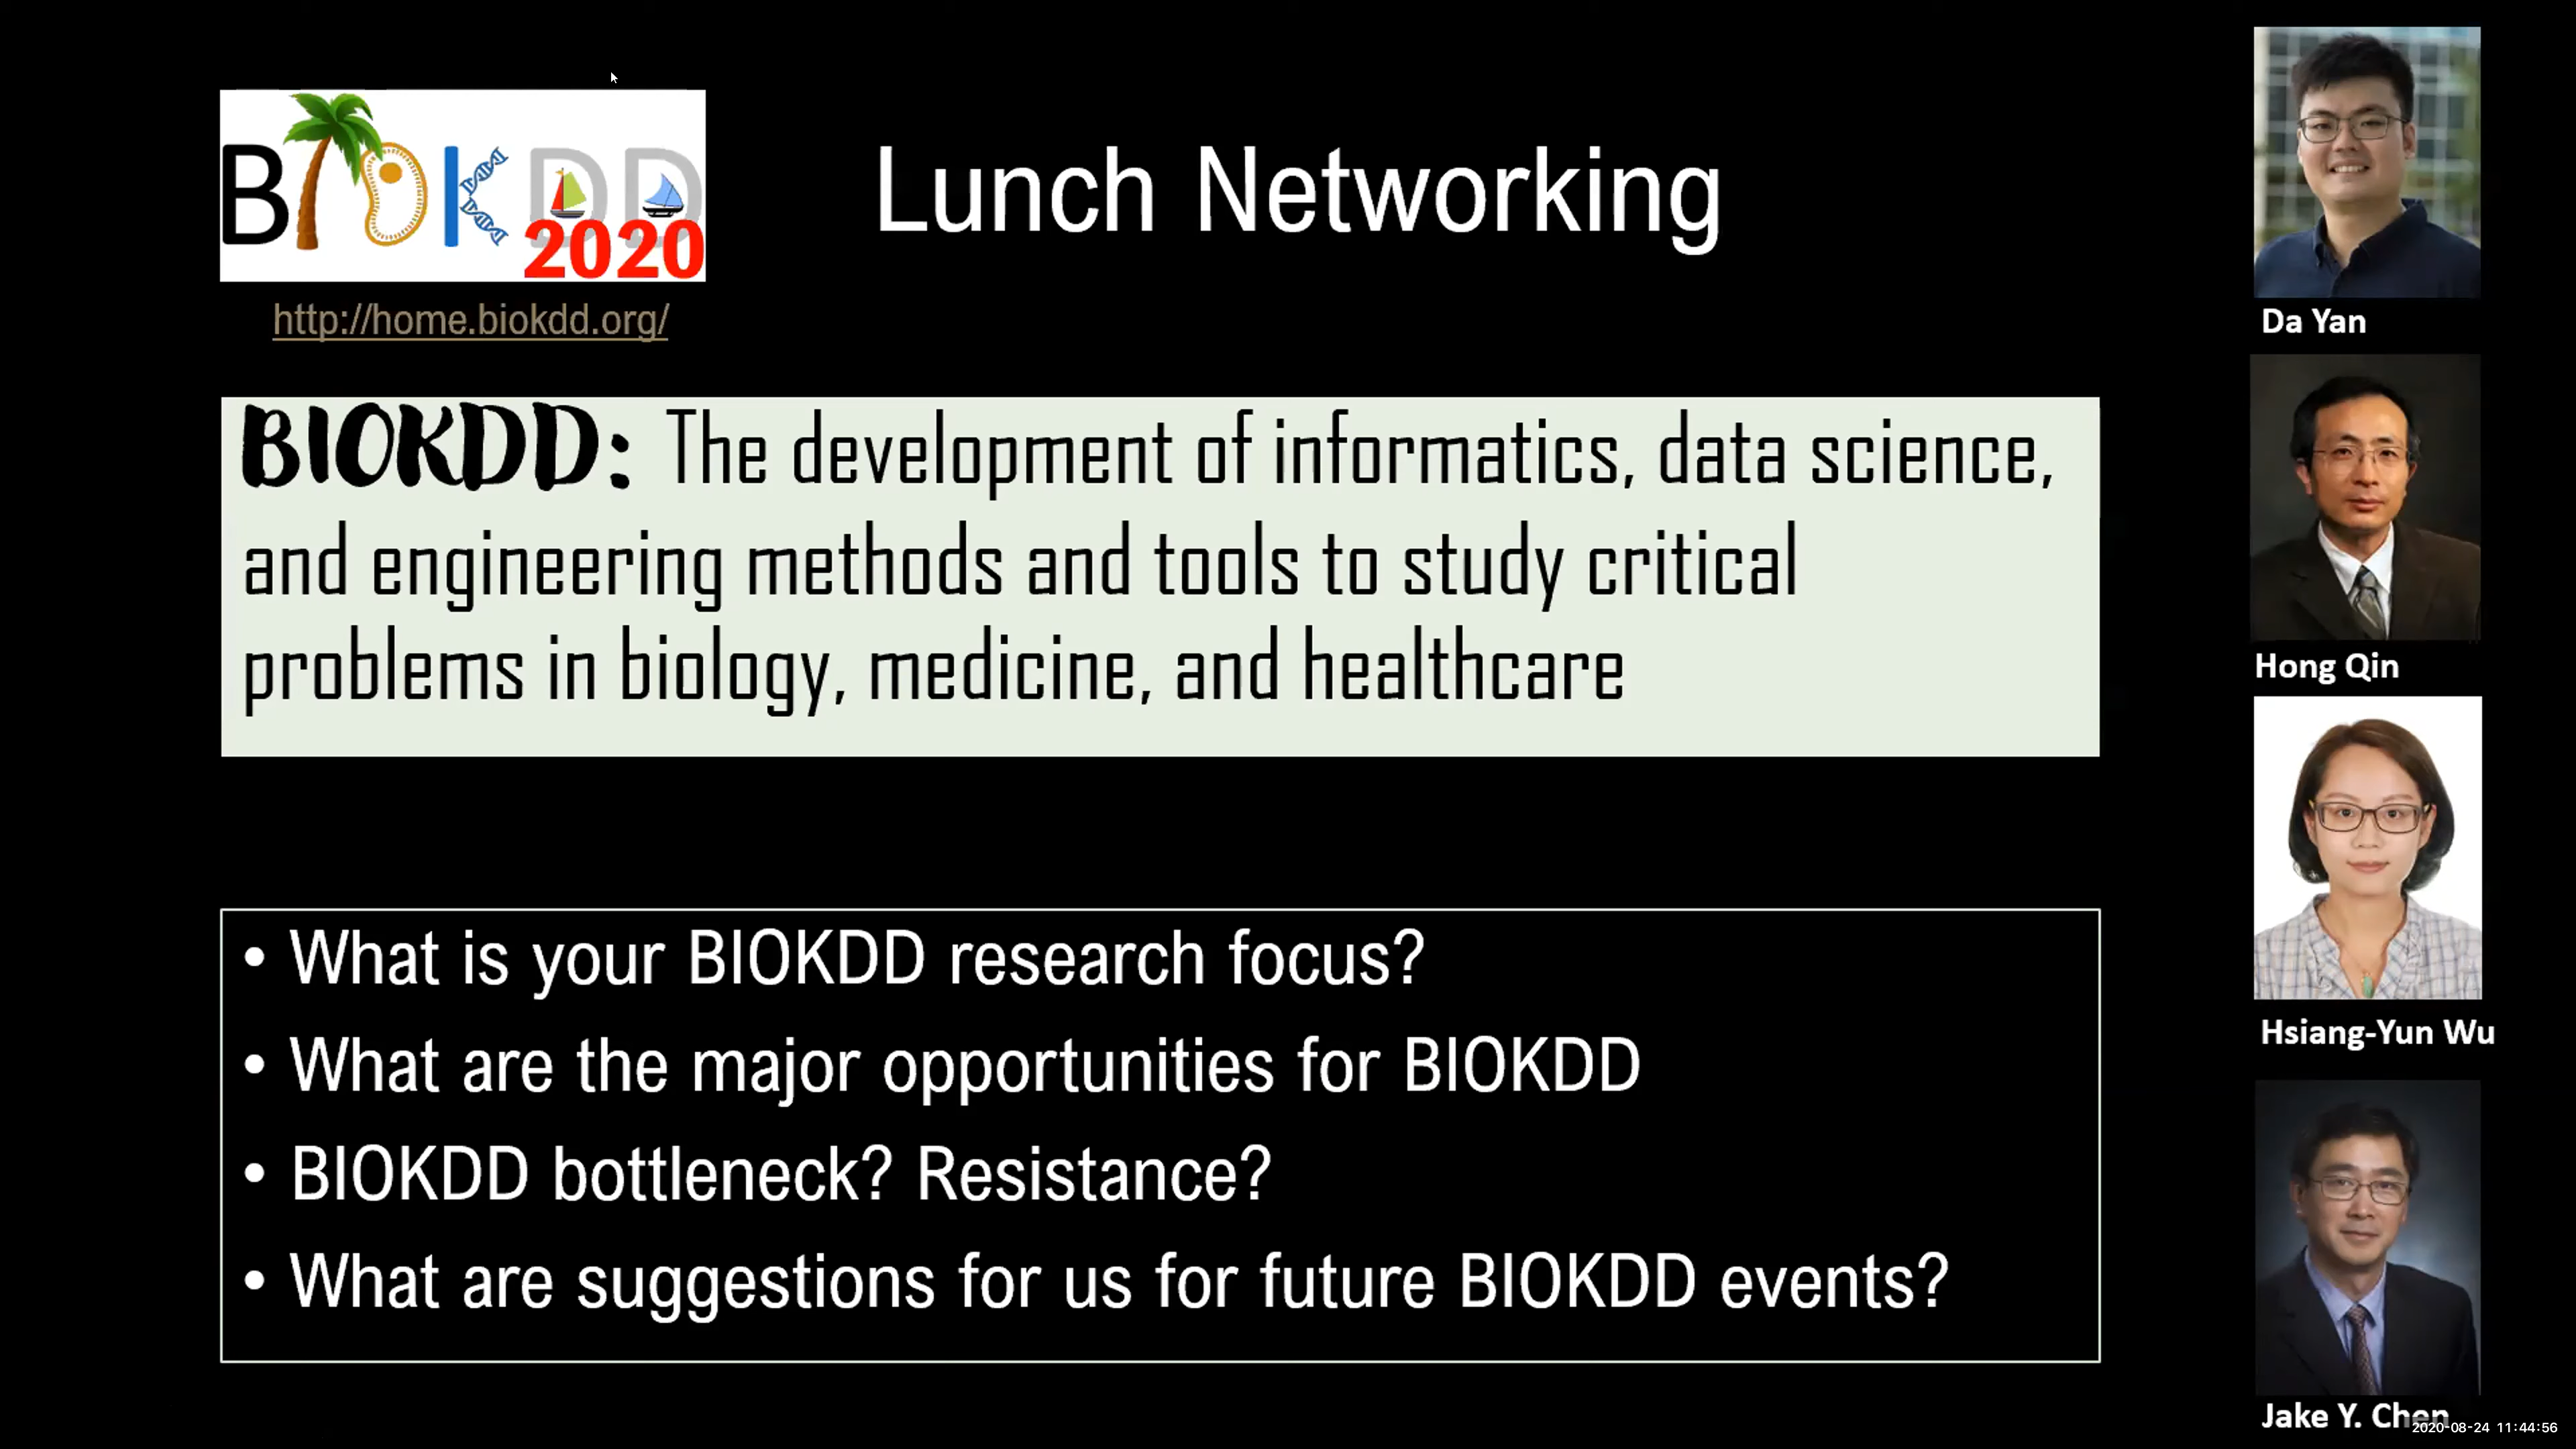 BIOKDD
2020
Lunch Networking
http://home.biokdd.org/
BIOKDD: The development of informatics, data science,
and engineering methods and tools to study critical
problems in biology, medicine, and healthcare
• What is your BIOKDD research focus?
• What are the major opportunities for BIOKDD
• BIOKDD bottleneck? Resistance?
• What are suggestions for us for future BIOKDD events?
Da Yan
Hong Qin
Hsiang-Yun Wu
Jake Y. Chen
2020-08-24 11:44:56